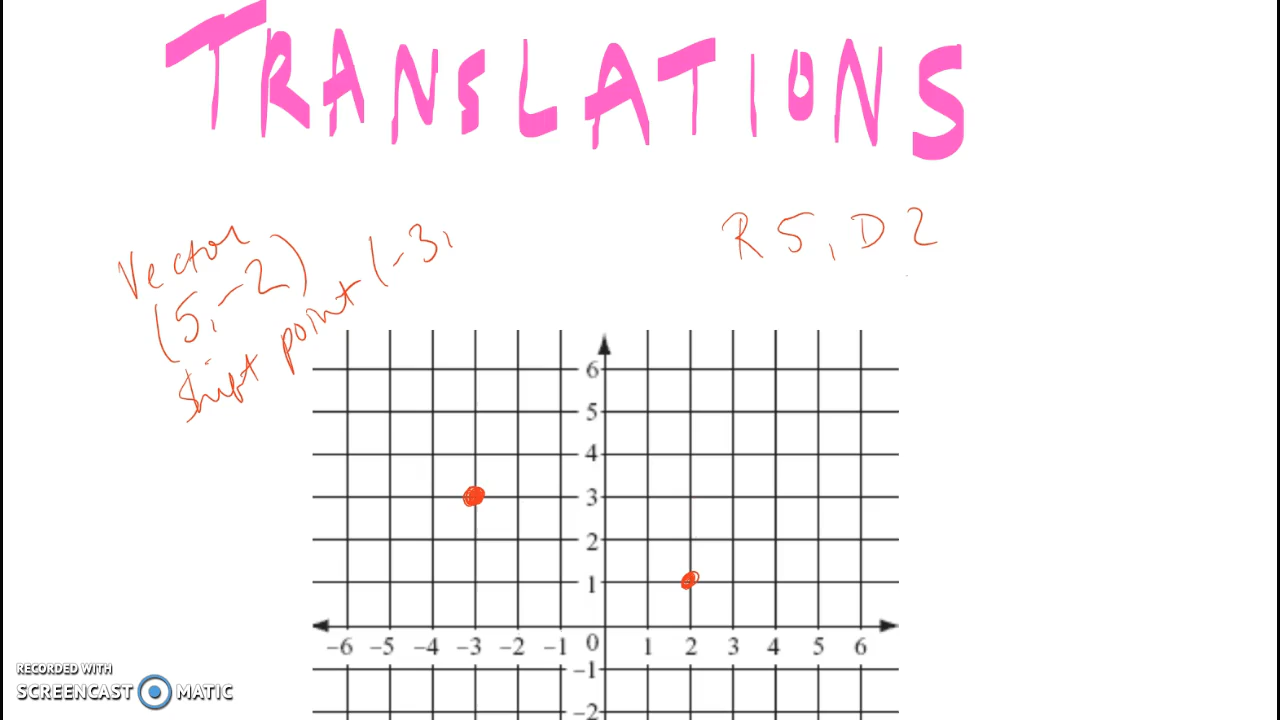 TRANSLATIONS
Vector
(5,-2)
shift point (-3,
R 5, D 2
6
5
4
3
2
1
-6 -5 -4 -3 -2 -1 0 1 2 3 4 5 6
-1
-2
RECORDED WITH
SCREENCAST MATIC